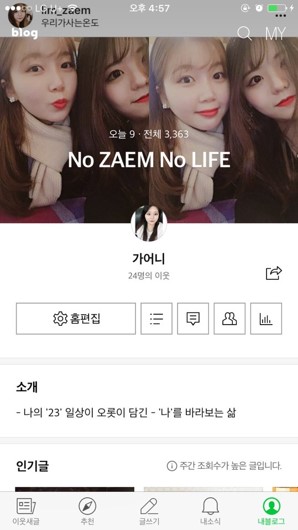 오후 4:57
lim_zaem
우리가사는온도
blog
MY
오늘 9 · 전체 3,363
No ZAEM No LIFE
가어니
24명의 이웃
홈편집
소개
- 나의 '23' 일상이 오롯이 담긴 - '나'를 바라보는 삶
인기글
주간 조회수가 높은 글입니다.
이웃새글 추천 글쓰기 내소식 내블로그